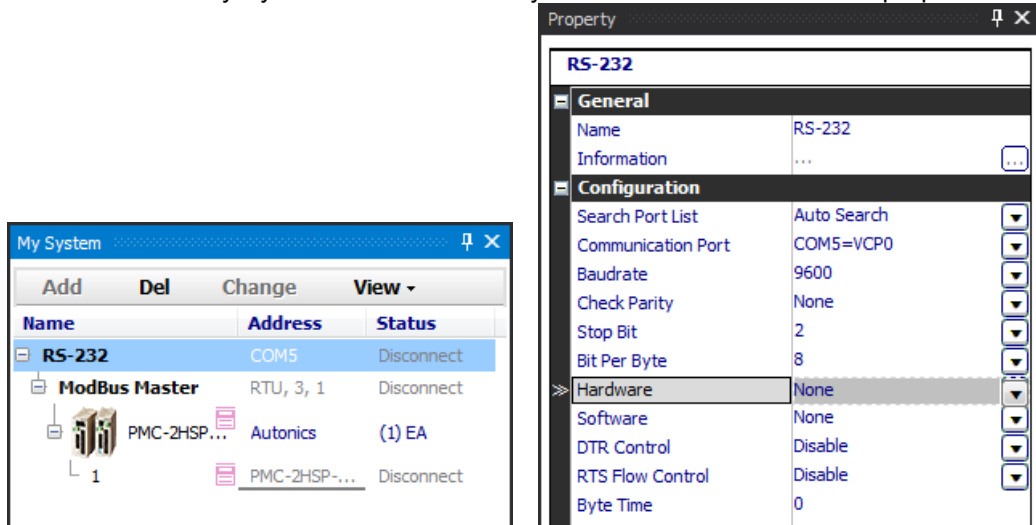 My System
Add Del Change View
Name Address Status
RS-232 COM5 Disconnect
ModBus Master RTU, 3, 1 Disconnect
PMC-2HSP... Autonics (1) EA
1 PMC-2HSP-... Disconnect
Property
RS-232
General
Name RS-232
Information ... ...
Configuration
Search Port List Auto Search
Communication Port COM5=VCP0
Baudrate 9600
Check Parity None
Stop Bit 2
Bit Per Byte 8
Hardware None
Software None
DTR Control Disable
RTS Flow Control Disable
Byte Time 0